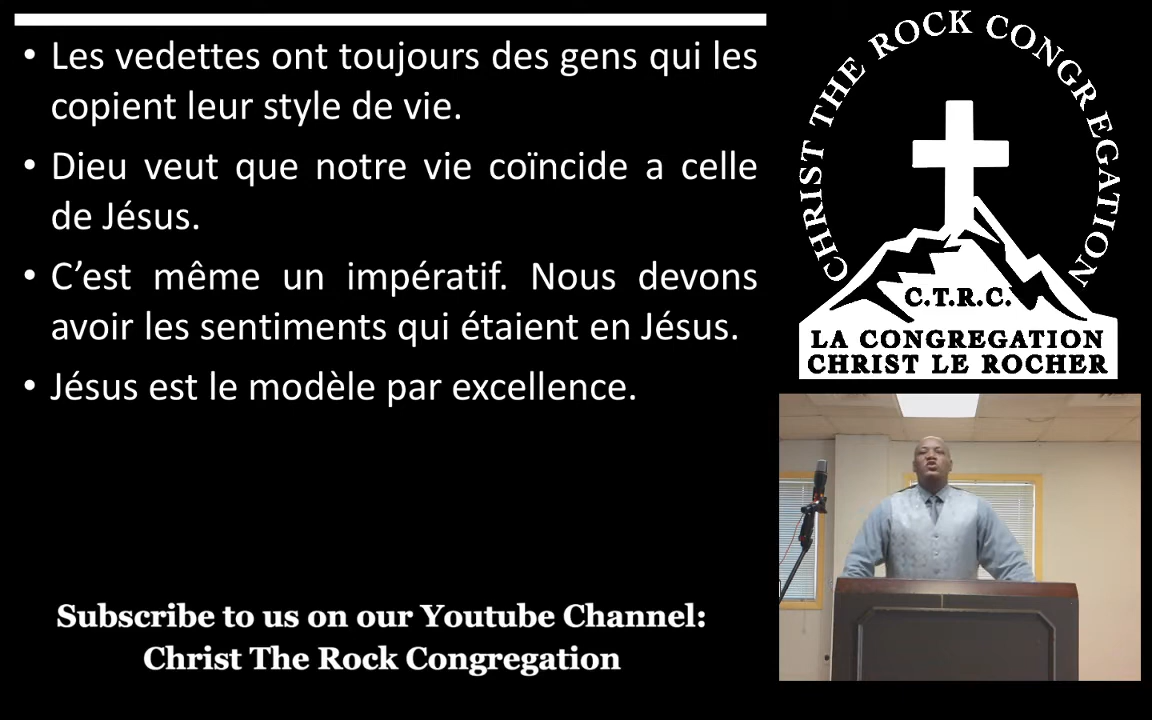 • Les vedettes ont toujours des gens qui les
copient leur style de vie.
• Dieu veut que notre vie coïncide a celle
de Jésus.
• C’est même un impératif. Nous devons
avoir les sentiments qui étaient en Jésus.
• Jésus est le modèle par excellence.
CHRIST THE ROCK CONGREGATION
C.T.R.C.
LA CONGREGATION
CHRIST LE ROCHER
Subscribe to us on our Youtube Channel:
Christ The Rock Congregation